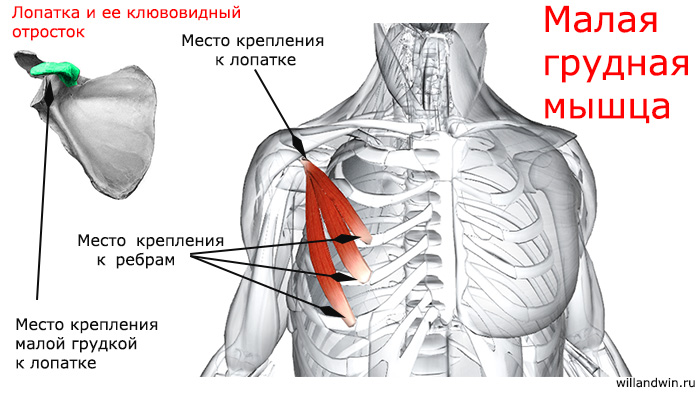 Лопатка и ее клювовидный
отросток
Место крепления
к лопатке
Малая
грудная
мышца
Место крепления
к ребрам
Место крепления
малой грудкой
к лопатке
willandwin.ru